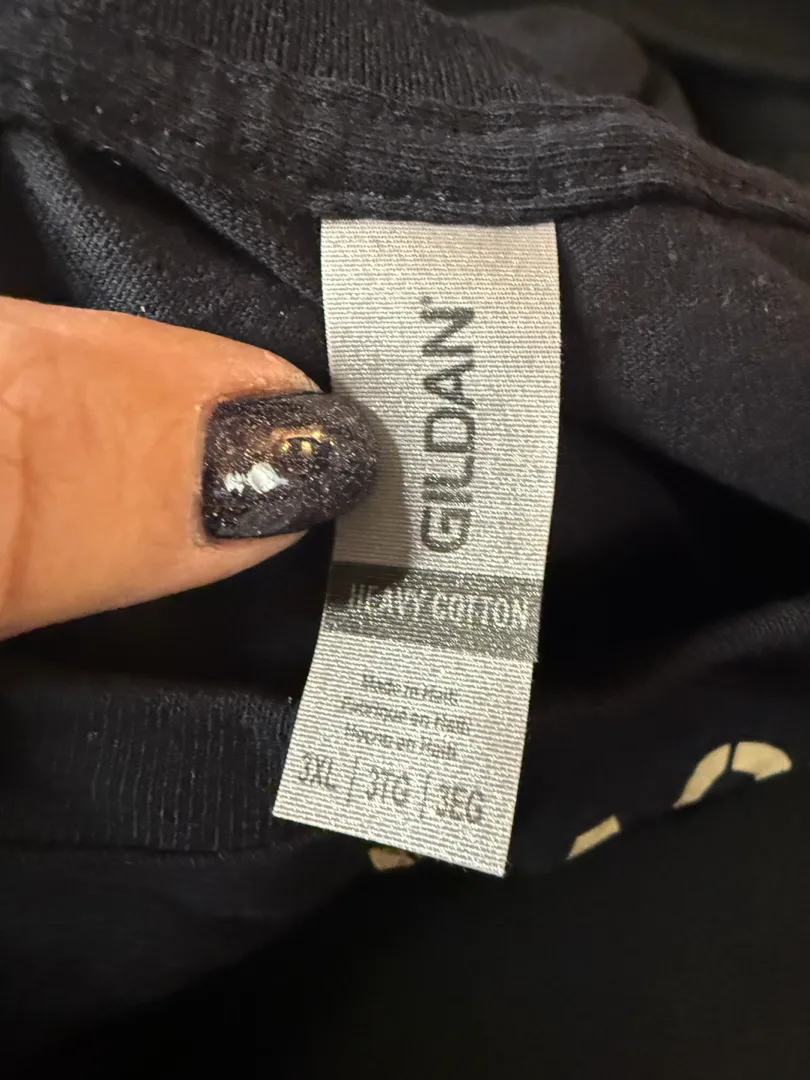 GILDAN
HEAVY COTTON
Made in Haiti
Fabriqué en Haïti
Hecho en Haití
3XL | 3TG | 3EG